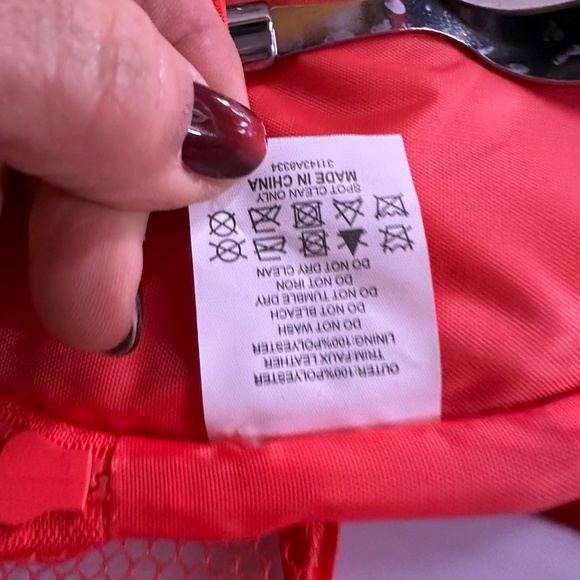 OUTER:100%POLYESTER
TRIM:FAUX LEATHER
LINING:100%POLYESTER
DO NOT WASH
DO NOT BLEACH
DO NOT TUMBLE DRY
DO NOT IRON
DO NOT DRY CLEAN
SPOT CLEAN ONLY
MADE IN CHINA
31143A8334